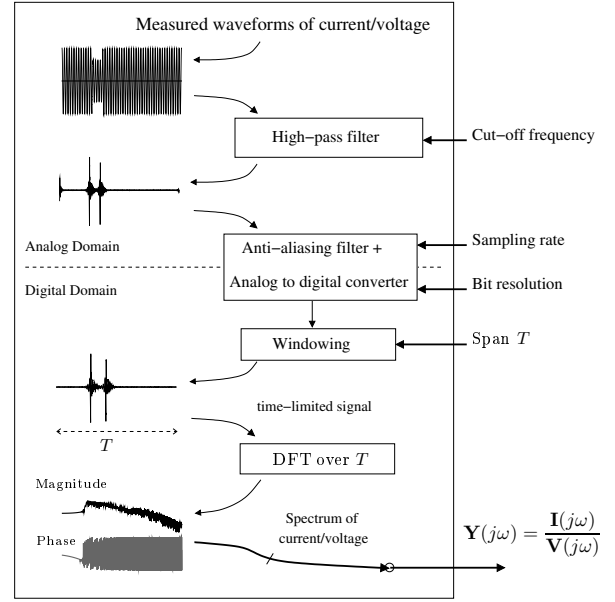 Measured waveforms of current/voltage
High-pass filter
Cut-off frequency
Analog Domain
Anti-aliasing filter +
Analog to digital converter
Sampling rate
Digital Domain
Bit resolution
Windowing
Span T
time-limited signal
T
DFT over T
Magnitude
Phase
Spectrum of
current/voltage
Y(jω) = I(jω)/V(jω)